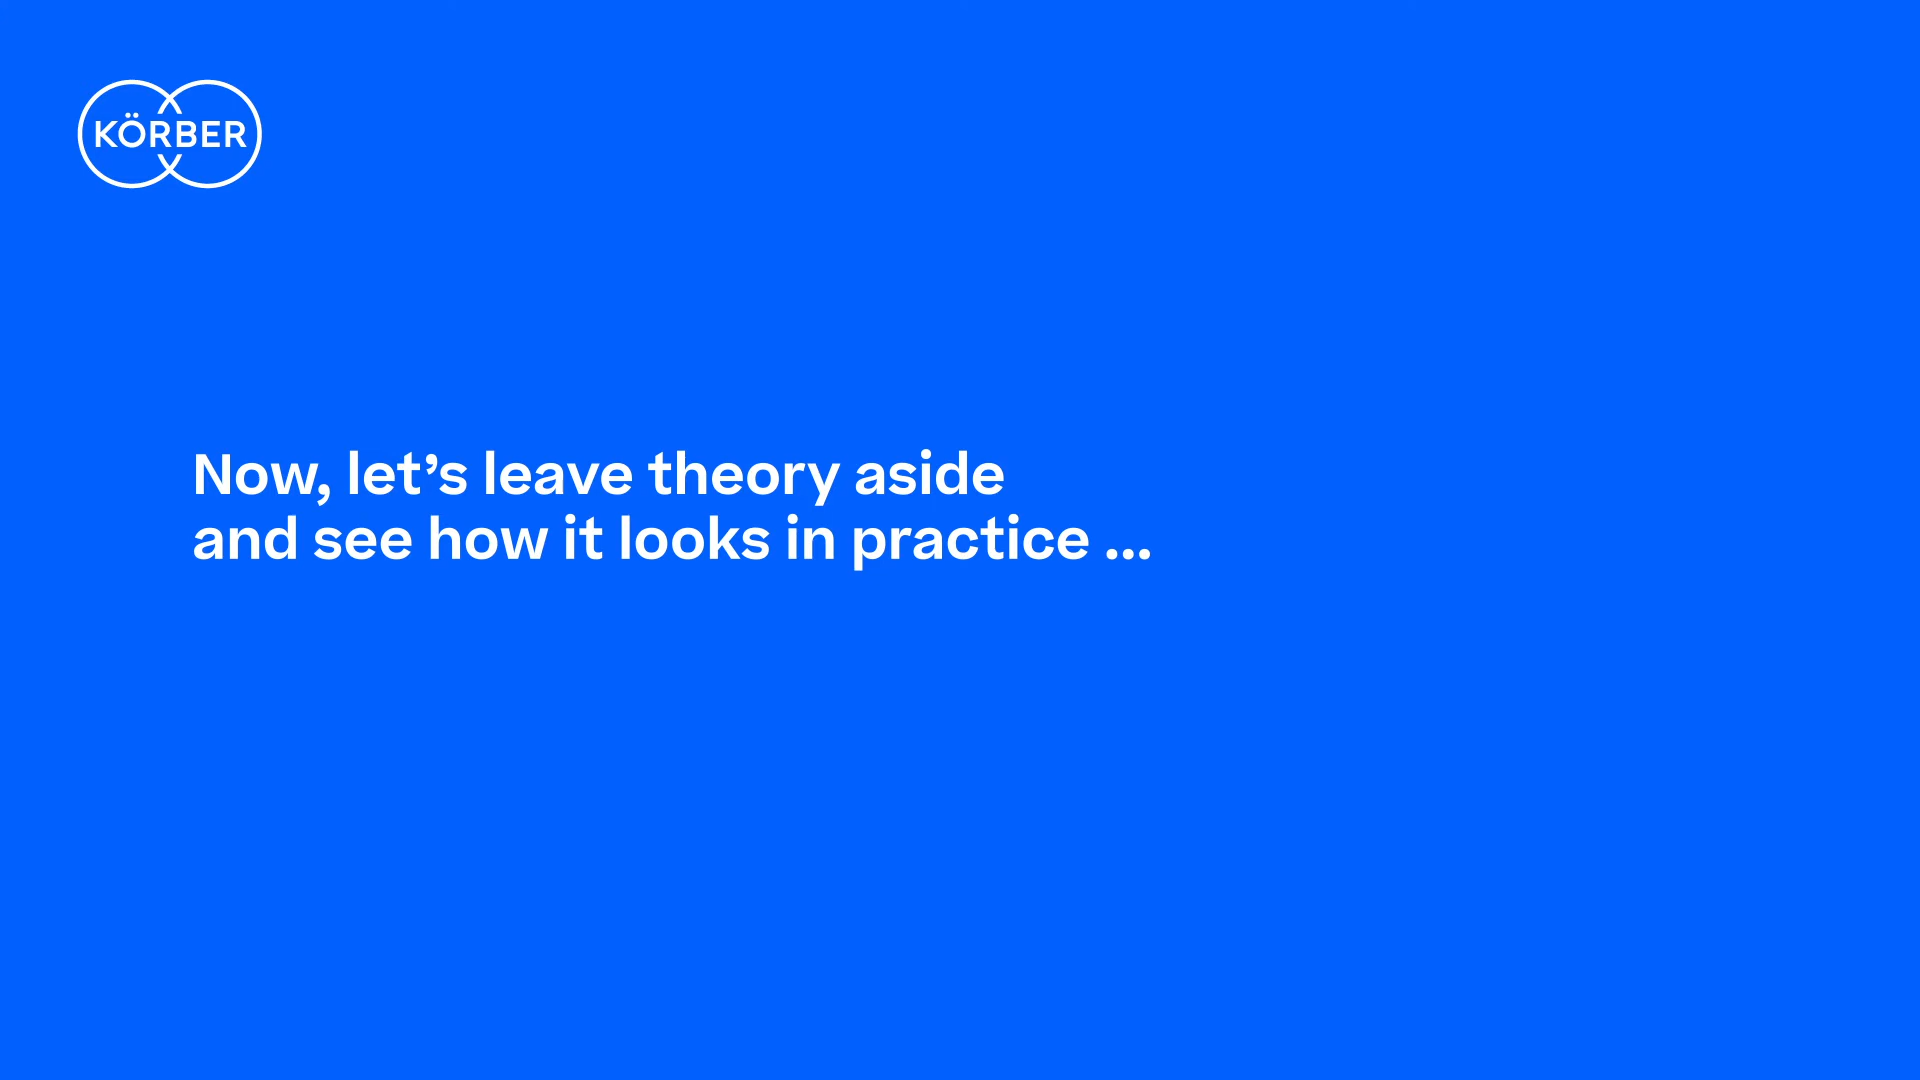 KÖRBER
Now, let’s leave theory aside
and see how it looks in practice ...